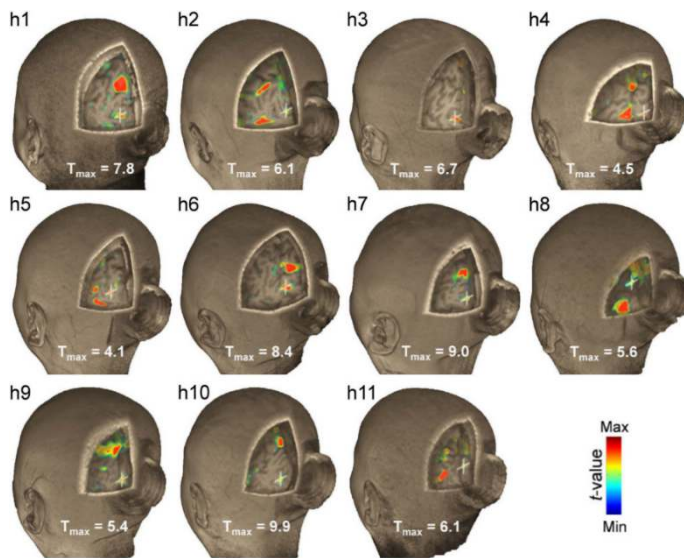 h1
h2
h3
h4
Tmax = 7.8
Tmax = 6.1
Tmax = 6.7
Tmax = 4.5
h5
h6
h7
h8
Tmax = 4.1
Tmax = 8.4
Tmax = 9.0
Tmax = 5.6
h9
h10
h11
Max
t-value
Min
Tmax = 5.4
Tmax = 9.9
Tmax = 6.1